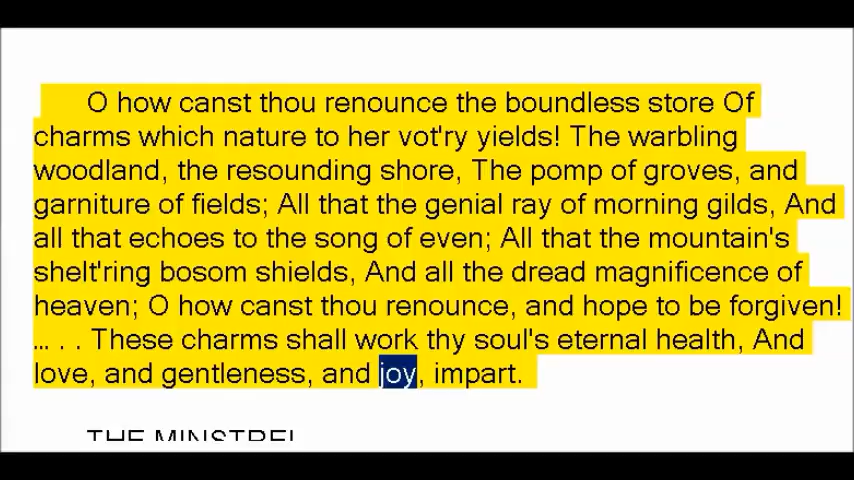 O how canst thou renounce the boundless store Of
charms which nature to her vot'ry yields! The warbling
woodland, the resounding shore, The pomp of groves, and
garniture of fields; All that the genial ray of morning gilds, And
all that echoes to the song of even; All that the mountain's
shelt'ring bosom shields, And all the dread magnificence of
heaven; O how canst thou renounce, and hope to be forgiven!
... . . These charms shall work thy soul's eternal health, And
love, and gentleness, and joy, impart.
THE MINSTREL